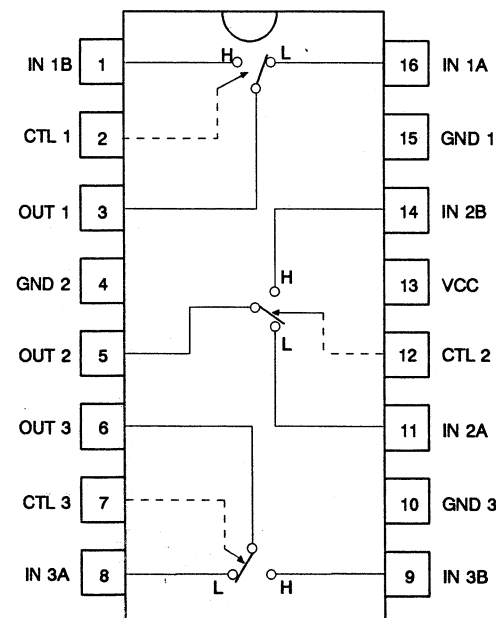 IN 1B 1 H L 16 IN 1A
CTL 1 2 15 GND 1
OUT 1 3 14 IN 2B
GND 2 4 H 13 VCC
OUT 2 5 L 12 CTL 2
OUT 3 6 11 IN 2A
CTL 3 7 10 GND 3
IN 3A 8 L H 9 IN 3B